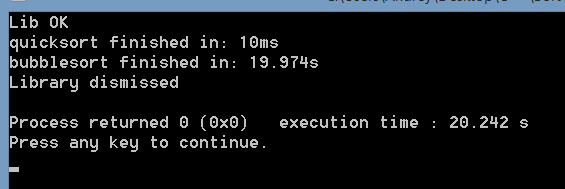 Lib OK
quicksort finished in: 10ms
bubblesort finished in: 19.974s
Library dismissed
Process returned 0 (0x0)   execution time : 20.242 s
Press any key to continue.